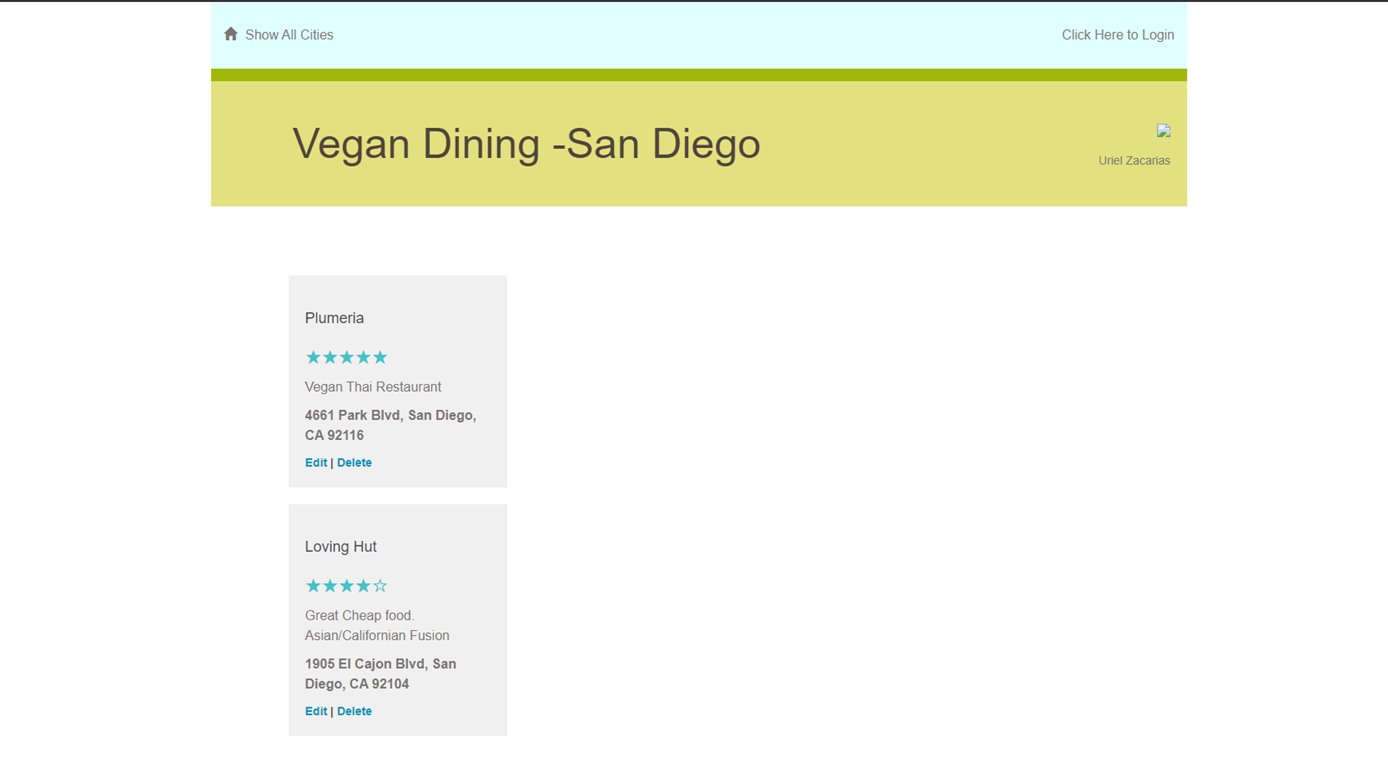 Show All Cities
Click Here to Login
Vegan Dining -San Diego
Uriel Zacarias
Plumeria
★★★★★
Vegan Thai Restaurant
4661 Park Blvd, San Diego,
CA 92116
Edit | Delete
Loving Hut
★★★★☆
Great Cheap food.
Asian/Californian Fusion
1905 El Cajon Blvd, San
Diego, CA 92104
Edit | Delete